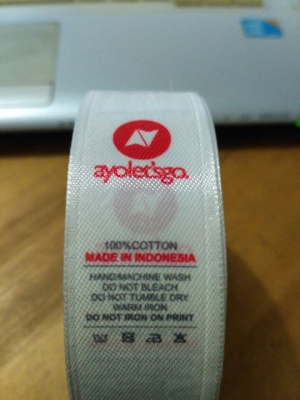 ayolet'sgo.
100%COTTON
MADE IN INDONESIA
HAND/MACHINE WASH
DO NOT BLEACH
DO NOT TUMBLE DRY
WARM IRON
DO NOT IRON ON PRINT